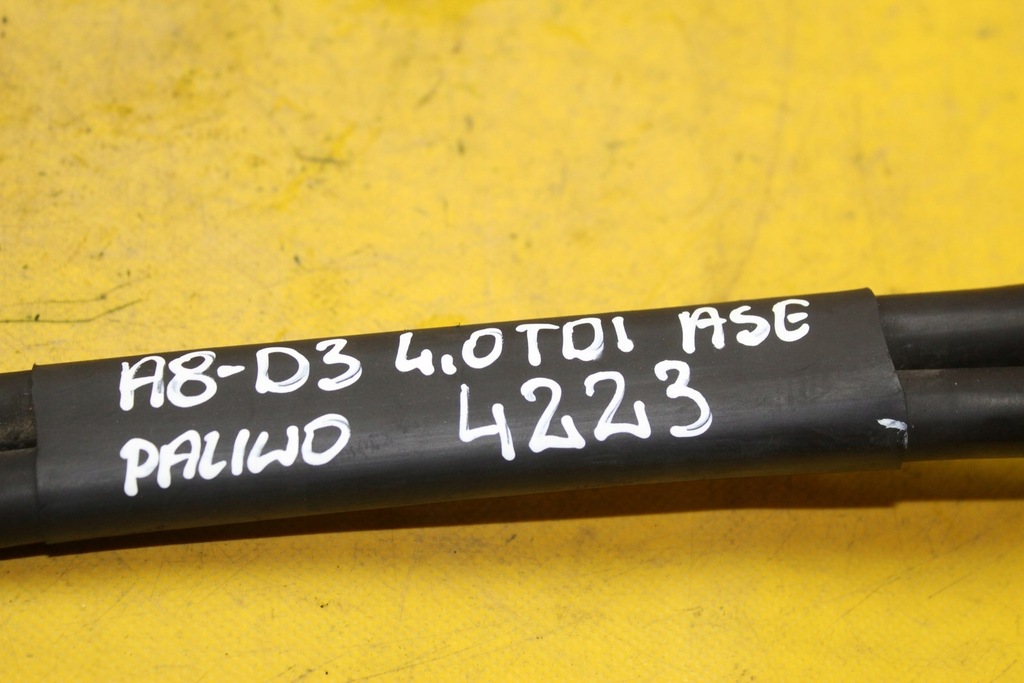 A8-D3 4.0TDI ASE
PALIWO 4223